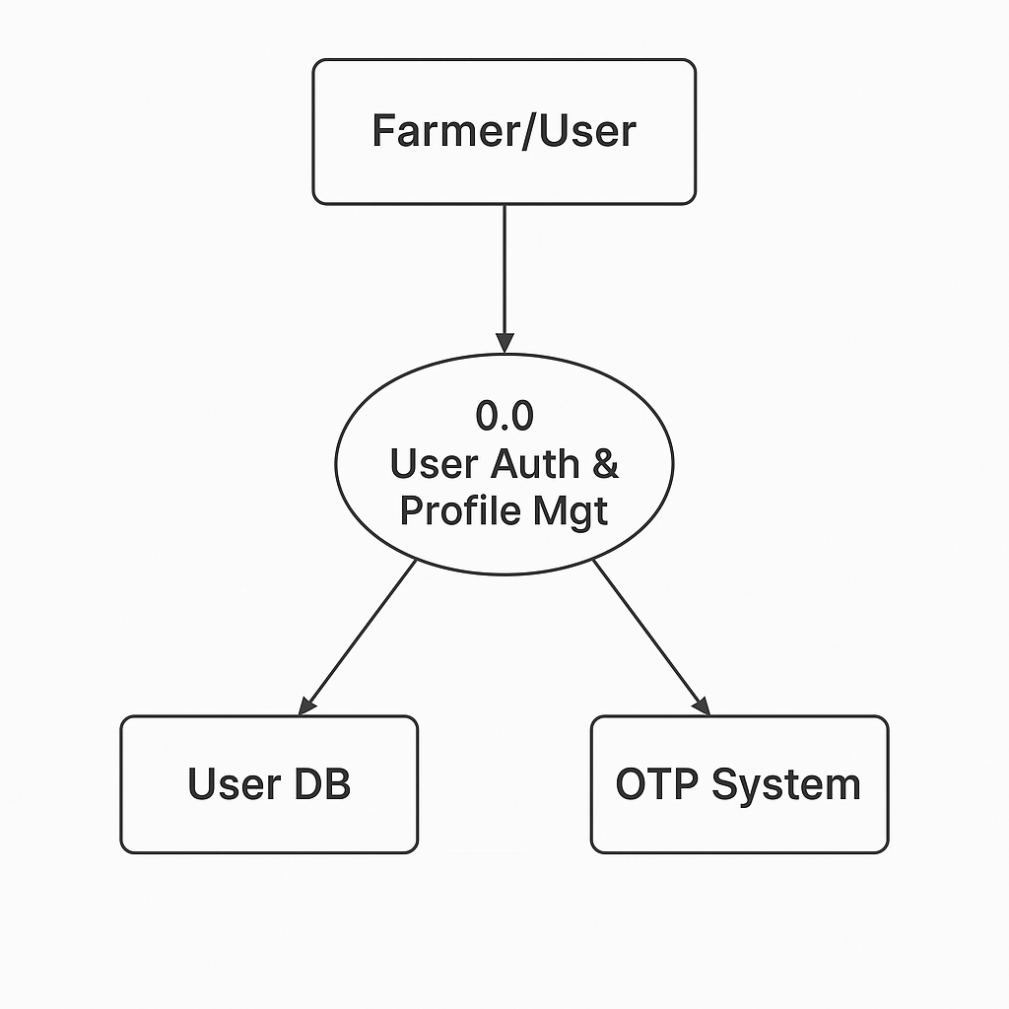 Farmer/User
0.0
User Auth &
Profile Mgt
User DB
OTP System